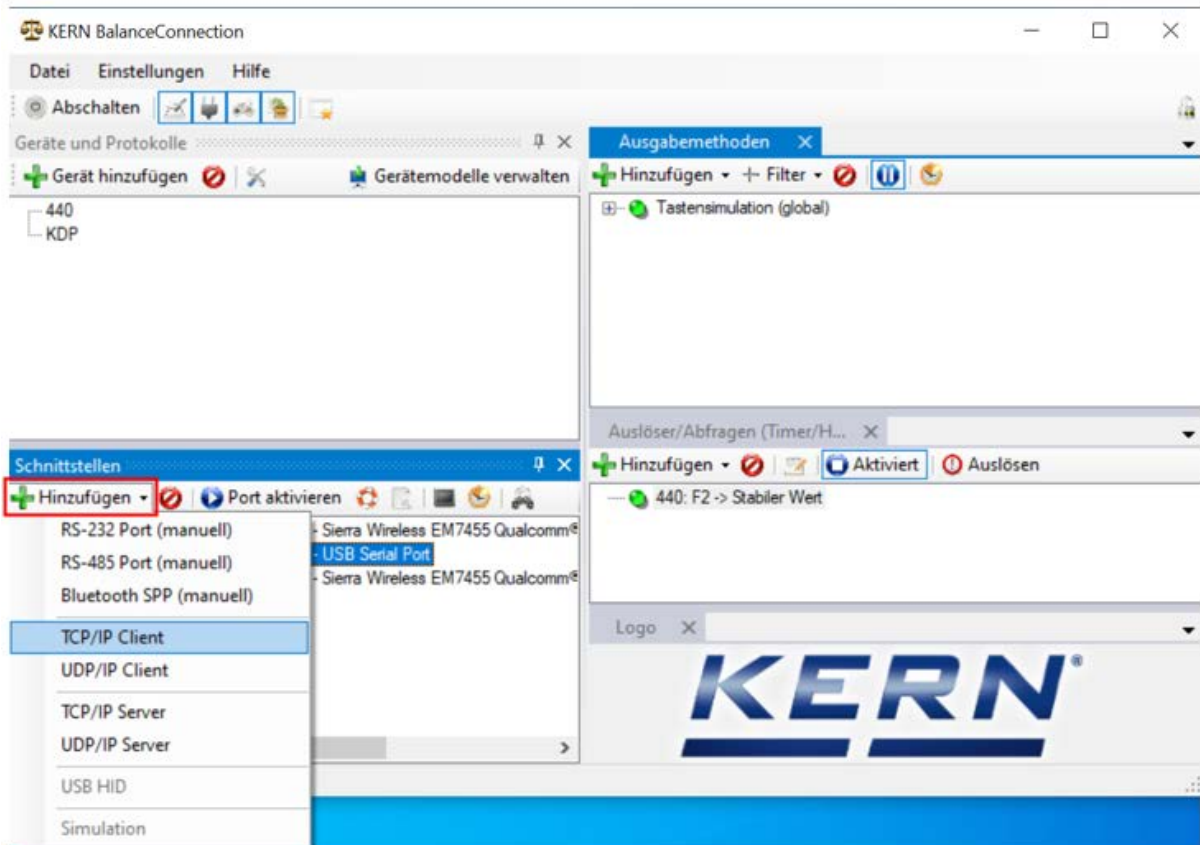 KERN BalanceConnection
Datei Einstellungen Hilfe
Abschalten
Geräte und Protokolle
Gerät hinzufügen Gerätemodelle verwalten
440
KDP
Ausgabemethoden
Hinzufügen Filter
Tastensimulation (global)
Auslöser/Abfragen (Timer/H...
Hinzufügen Aktiviert Auslösen
440: F2 -> Stabiler Wert
Schnittstellen
Hinzufügen Port aktivieren
- Sierra Wireless EM7455 Qualcomm®
- USB Serial Port
- Sierra Wireless EM7455 Qualcomm®
RS-232 Port (manuell)
RS-485 Port (manuell)
Bluetooth SPP (manuell)
TCP/IP Client
UDP/IP Client
TCP/IP Server
UDP/IP Server
USB HID
Simulation
Logo
KERN®